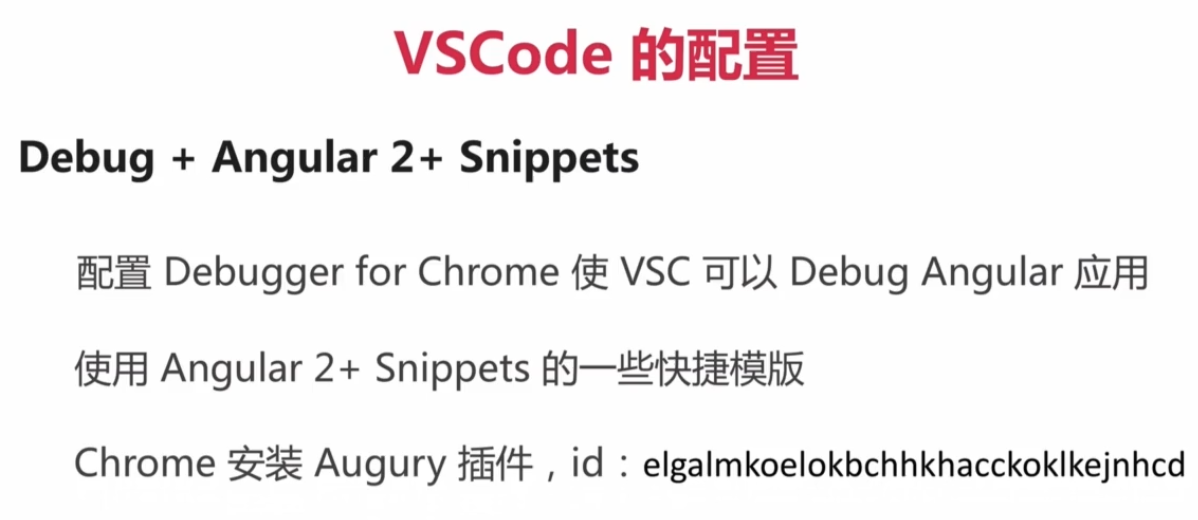 VSCode 的配置
Debug + Angular 2+ Snippets
配置 Debugger for Chrome 使 VSC 可以 Debug Angular 应用
使用 Angular 2+ Snippets 的一些快捷模版
Chrome 安装 Augury 插件，id：elgalmkoelokbchhkhacckoklkejnhcd